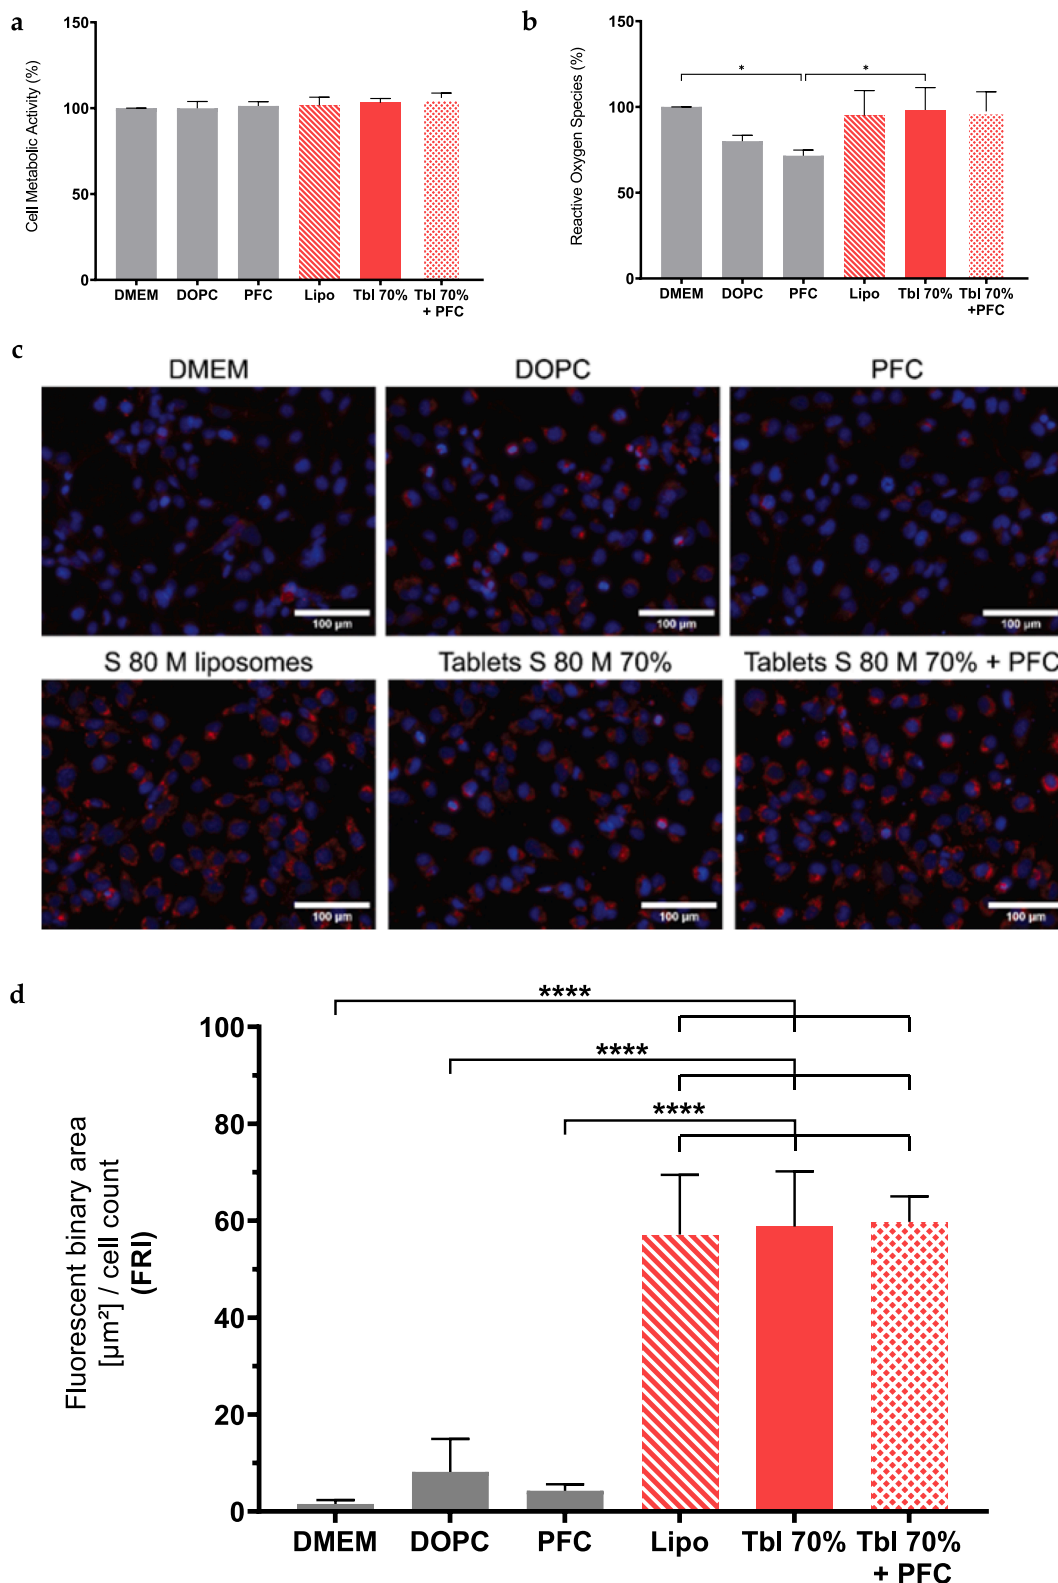 a
150
100
50
0
Cell Metabolic Activity (%)
DMEM DOPC PFC Lipo Tbl 70% Tbl 70%
+ PFC
b
150
100
50
0
Reactive Oxygen Species (%)
* *
DMEM DOPC PFC Lipo Tbl 70% Tbl 70%
+PFC
c
DMEM DOPC PFC
100 µm 100 µm 100 µm
S 80 M liposomes Tablets S 80 M 70% Tablets S 80 M 70% + PFC
100 µm 100 µm 100 µm
d
****
****
****
100
80
60
40
20
0
Fluorescent binary area
[µm²] / cell count
(FRI)
DMEM DOPC PFC Lipo Tbl 70% Tbl 70%
+ PFC